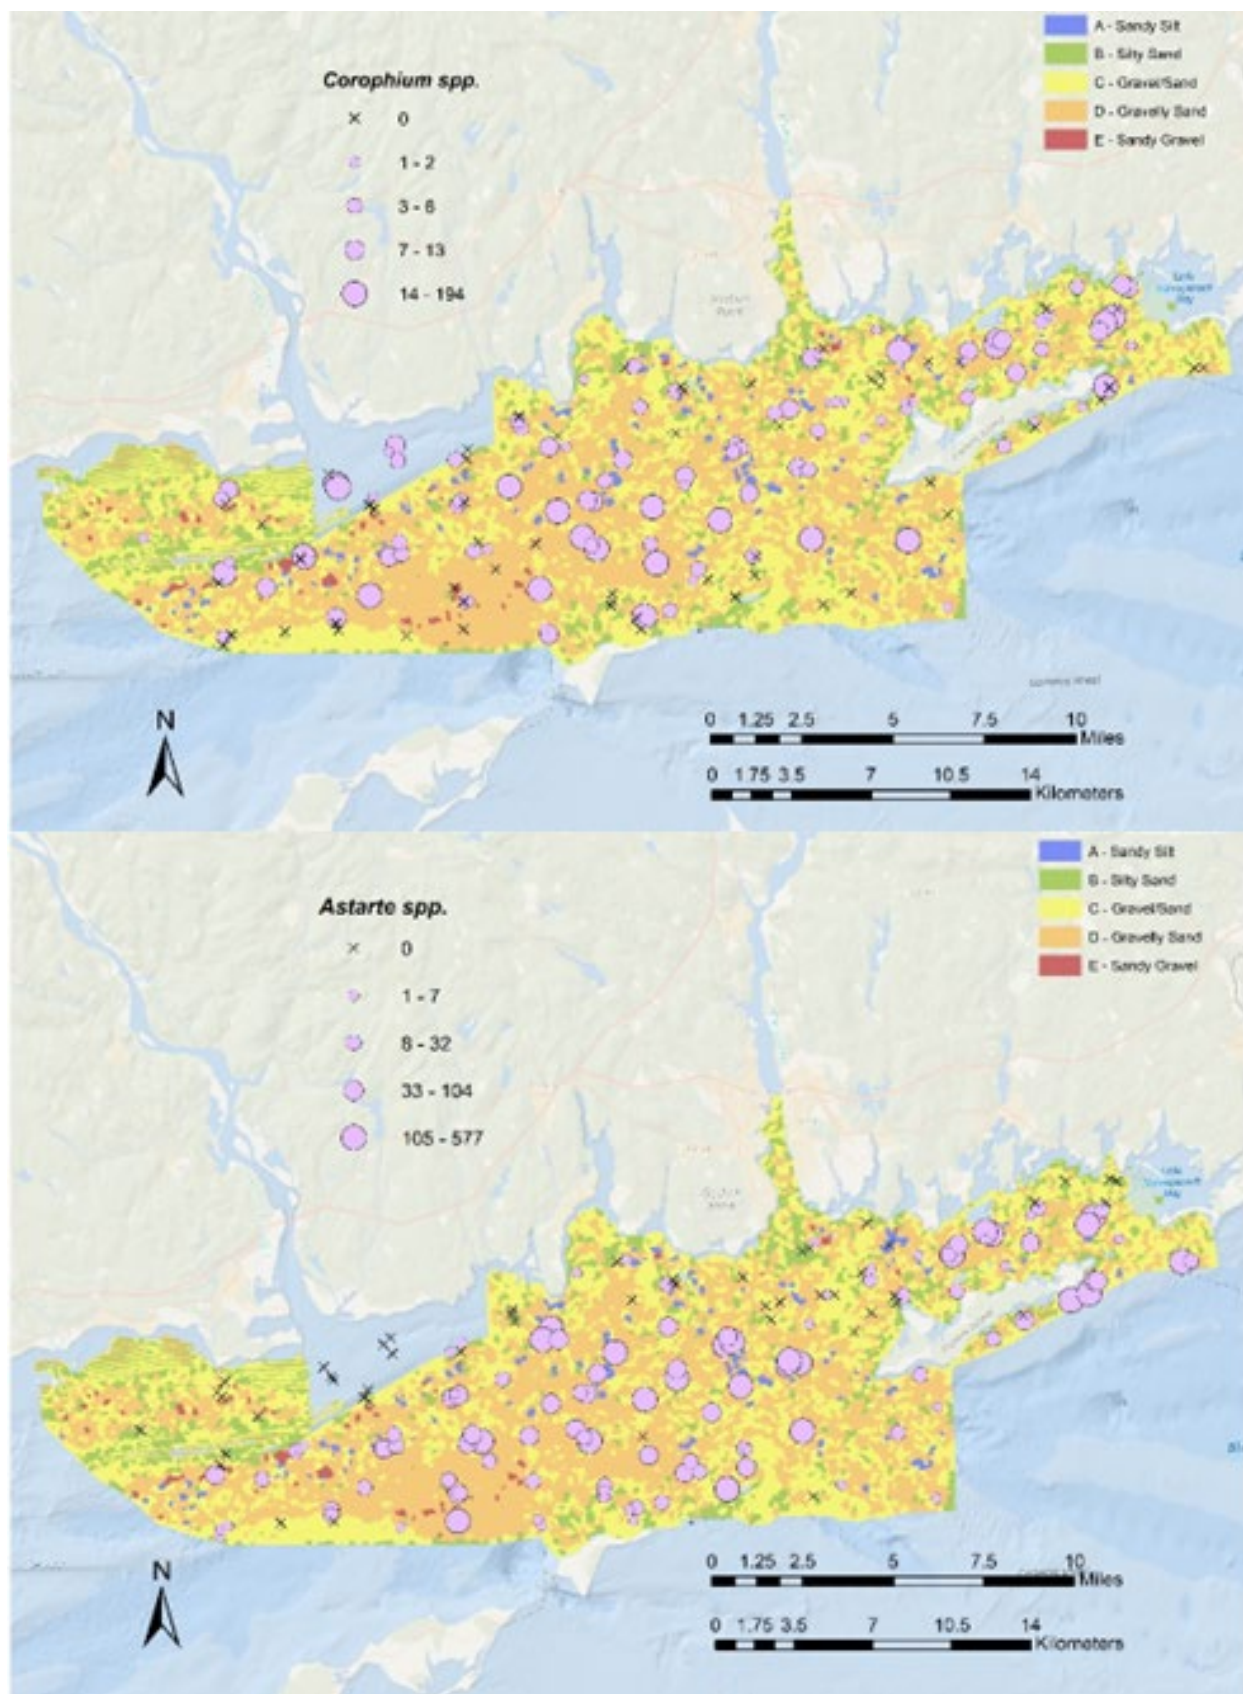 A - Sandy Silt
B - Silty Sand
C - Gravel/Sand
D - Gravelly Sand
E - Sandy Gravel
Corophium spp.
0
1 - 2
3 - 6
7 - 13
14 - 194
N
0 1.25 2.5 5 7.5 10
Miles
0 1.75 3.5 7 10.5 14
Kilometers
A - Sandy Silt
B - Silty Sand
C - Gravel/Sand
D - Gravelly Sand
E - Sandy Gravel
Astarte spp.
0
1 - 7
8 - 32
33 - 104
105 - 577
N
0 1.25 2.5 5 7.5 10
Miles
0 1.75 3.5 7 10.5 14
Kilometers